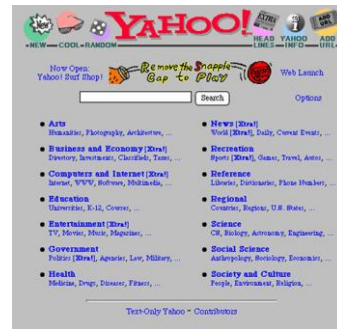 YAHOO!
NEW COOL RANDOM
HEAD LINES YAHOO INFO ADD URL
Now Open:
Yahoo! Surf Shop!
Remove the Snapple
Cap to Play
Web Launch
Search
Options
Arts
Humanities, Photography, Architecture, ...
Business and Economy [Xtra!]
Directory, Investments, Classifieds, Taxes, ...
Computers and Internet [Xtra!]
Internet, WWW, Software, Multimedia, ...
Education
Universities, K-12, Courses, ...
Entertainment [Xtra!]
TV, Movies, Music, Magazines, ...
Government
Politics [Xtra!], Agencies, Law, Military, ...
Health
Medicine, Drugs, Diseases, Fitness, ...
News [Xtra!]
World [Xtra!], Daily, Current Events, ...
Recreation
Sports [Xtra!], Games, Travel, Autos, ...
Reference
Libraries, Dictionaries, Phone Numbers, ...
Regional
Countries, Regions, U.S. States, ...
Science
CS, Biology, Astronomy, Engineering, ...
Social Science
Anthropology, Sociology, Economics, ...
Society and Culture
People, Environment, Religion, ...
Text-Only Yahoo - Contributors